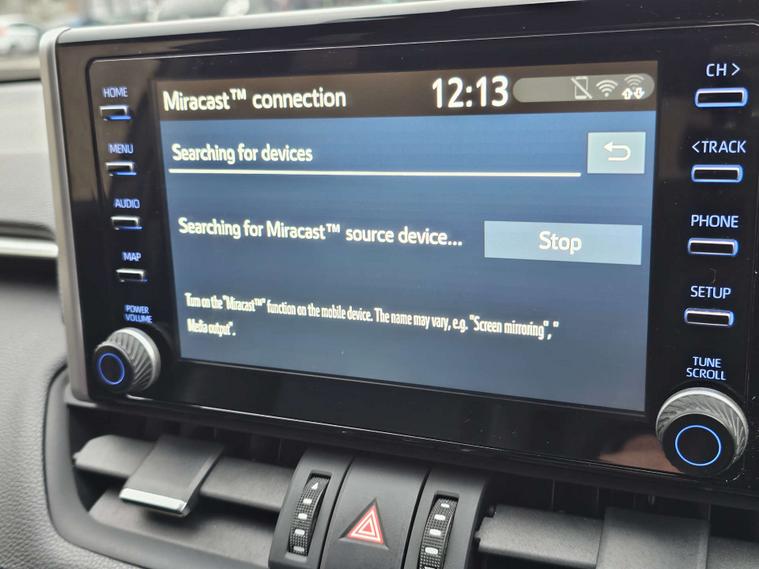 HOME
MENU
AUDIO
MAP
POWER
VOLUME
Miracast™ connection
12:13
Searching for devices
Searching for Miracast™ source device...
Stop
Turn on the "Miracast™" function on the mobile device. The name may vary, e.g. "Screen mirroring", "
Media output".
CH >
<TRACK
PHONE
SETUP
TUNE
SCROLL